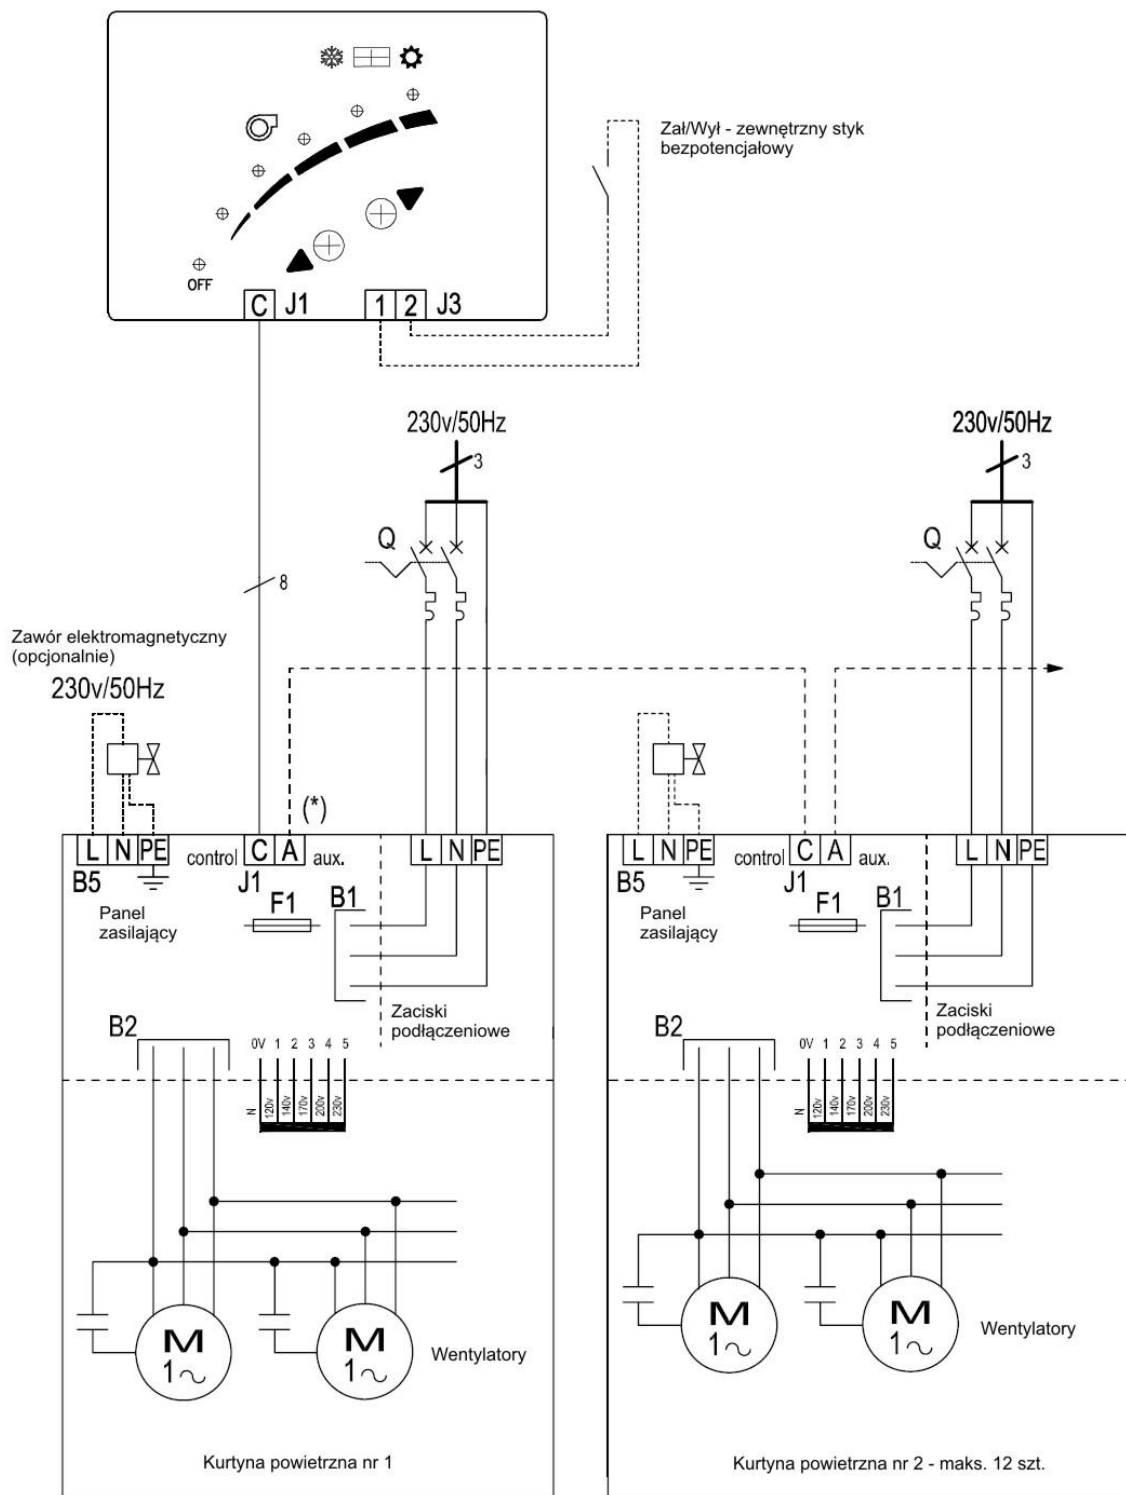 OFF
C J1
1 2 J3
Zał/Wył - zewnętrzny styk
bezpotencjałowy
230v/50Hz
3
Q
230v/50Hz
3
Q
8
Zawór elektromagnetyczny
(opcjonalnie)
230v/50Hz
(*)
L N PE
control C A aux.
L N PE
B5
J1
Panel
zasilający
F1
B1
Zaciski
podłączeniowe
B2
0V 1 2 3 4 5
N 120v 140v 170v 200v 230v
M
1~
M
1~
Wentylatory
Kurtyna powietrzna nr 1
L N PE
control C A aux.
L N PE
B5
J1
Panel
zasilający
F1
B1
Zaciski
podłączeniowe
B2
0V 1 2 3 4 5
N 120v 140v 170v 200v 230v
M
1~
M
1~
Wentylatory
Kurtyna powietrzna nr 2 - maks. 12 szt.